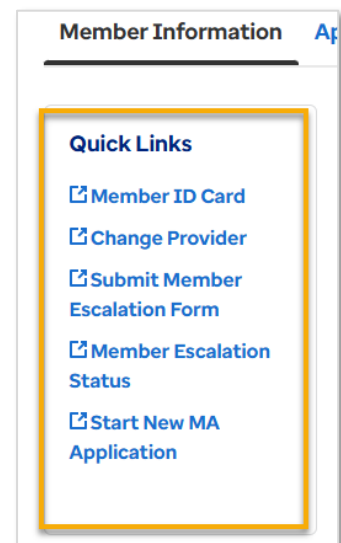 Member Information Ap
Quick Links
Member ID Card
Change Provider
Submit Member
Escalation Form
Member Escalation
Status
Start New MA
Application